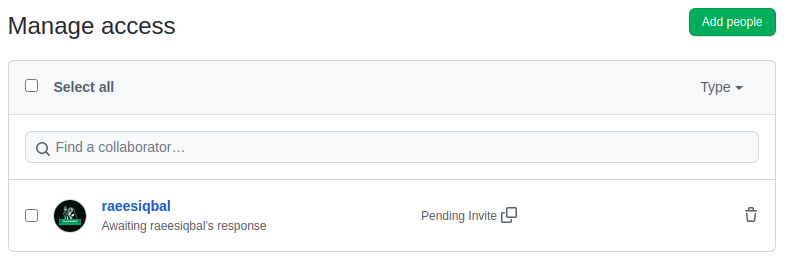 Manage access
Add people
Select all
Type
Find a collaborator…
raeesiqbal
Awaiting raeesiqbal's response
Pending Invite